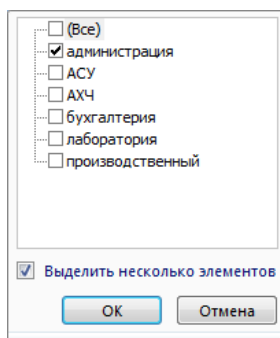 (Все)
администрация
АСУ
АХЧ
бухгалтерия
лаборатория
производственный
Выделить несколько элементов
ОК
Отмена